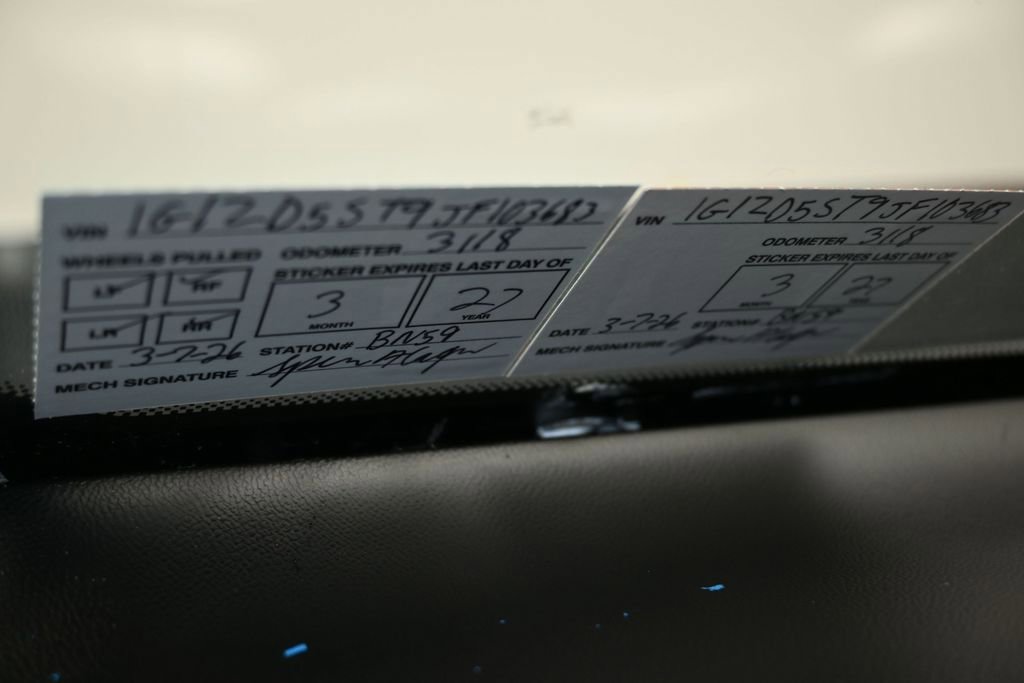 VIN 1G1ZD5ST9JF103683
WHEELS PULLED
LF RF
LR RR
ODOMETER 3118
STICKER EXPIRES LAST DAY OF
3 27
MONTH YEAR
DATE 3-7-26 STATION# BN59
MECH SIGNATURE
VIN 1G1ZD5ST9JF103683
ODOMETER 3118
STICKER EXPIRES LAST DAY OF
3 27
MONTH YEAR
DATE 3-7-26 STATION# BN59
MECH SIGNATURE